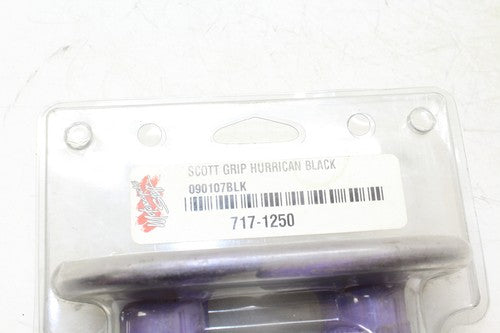 SCOTT GRIP HURRICAN BLACK
090107BLK
717-1250